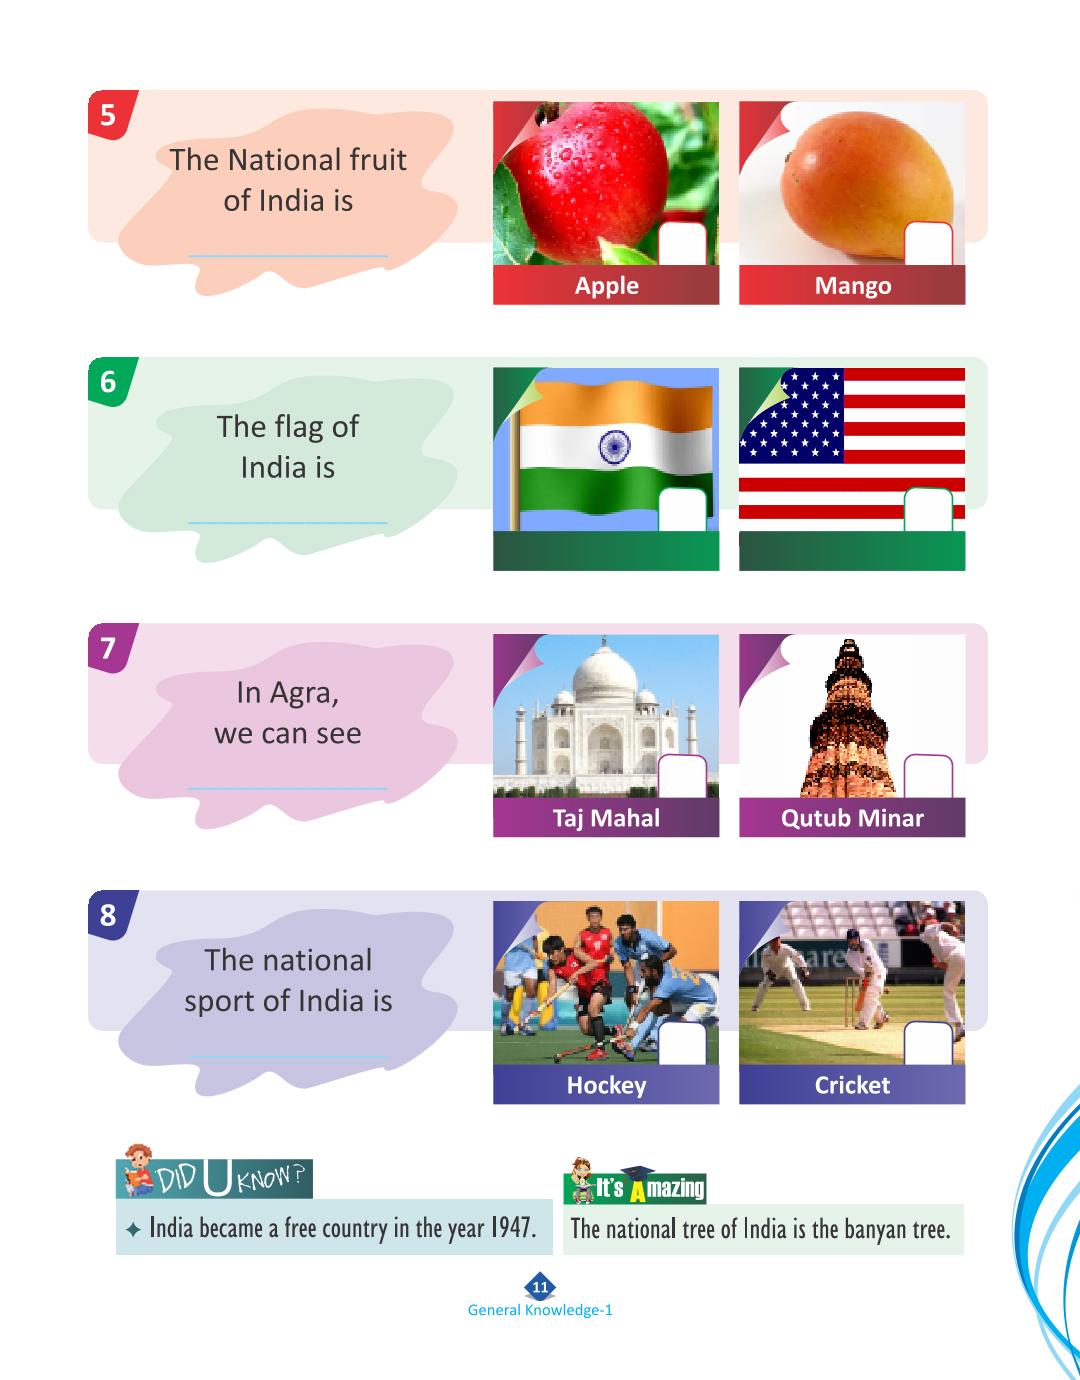 5
The National fruit
of India is
Apple
Mango
6
The flag of
India is
7
In Agra,
we can see
Taj Mahal
Qutub Minar
8
The national
sport of India is
Hockey
Cricket
DID U KNOW?
India became a free country in the year 1947.
It's Amazing
The national tree of India is the banyan tree.
11
General Knowledge-1